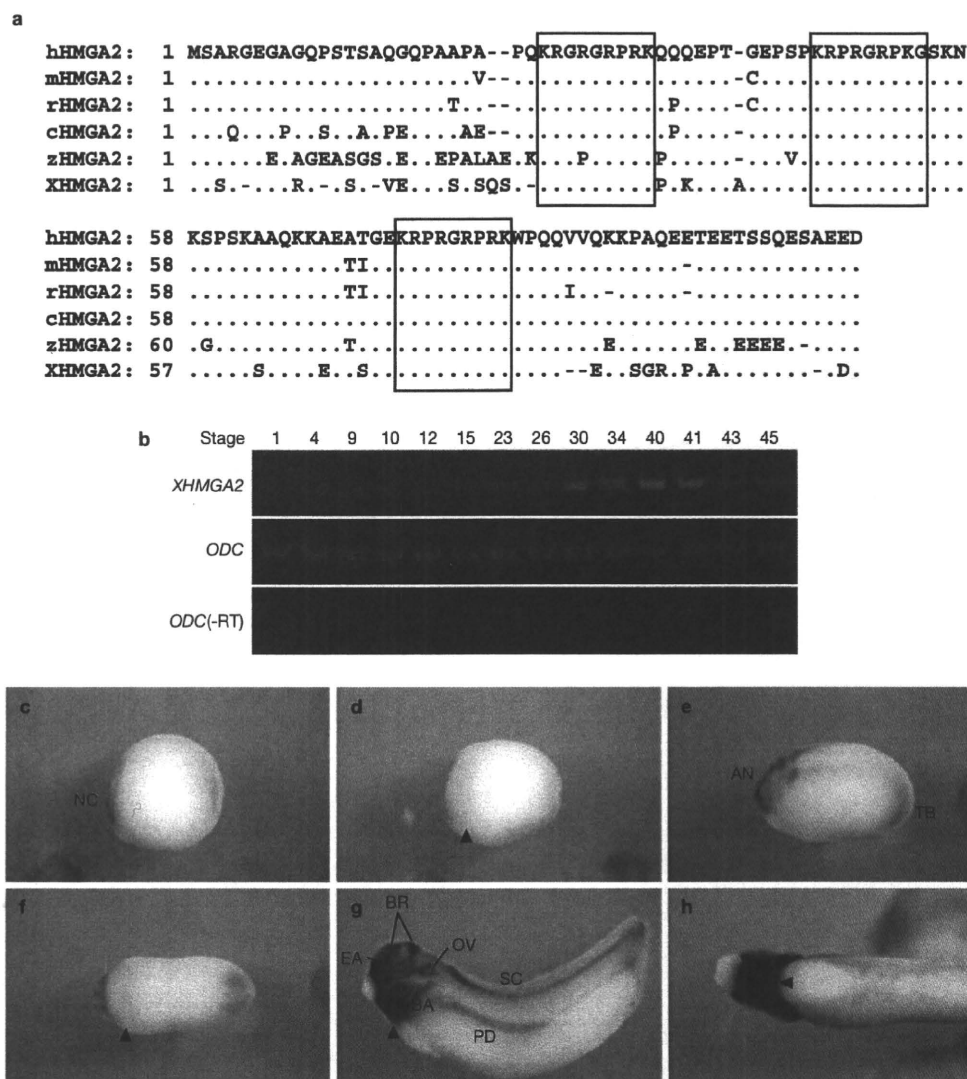 a
hHMGA2: 1 MSARGEGAGQPSTSAQGQPAAPA--PQKRGRGRPRKQQQEPT-GEPSPKRPRGRPKGSKN
mHMGA2: 1 ......................V--.................-C................
rHMGA2: 1 ....................T..--............P....-C................
cHMGA2: 1 ...Q...P..S..A.PE....AE--............P....-.................
zHMGA2: 1 ......E.AGEASGS.E..EPALAE.K...R.....P.....-...V.............
XHMGA2: 1 ..S.-...R.-.S.-VE...S.SQS.-.........P.K...A.................
hHMGA2: 58 KSPSKAAQKKAEATGEKRPRGRPRKWPQQVVQKKPAQEETEETSSQESAEED
mHMGA2: 58 ............TI........................-.............
rHMGA2: 58 ............TI...............I..-.....-.............
cHMGA2: 58 ....................................................
zHMGA2: 60 .G..........T...................E......E..EEEE.-....
XHMGA2: 57 .....S....E..S...............--E..SGR.P.A.......-.D.
b Stage 1 4 9 10 12 15 23 26 30 34 40 41 43 45
XHMGA2
ODC
ODC(-RT)
c d e
NC AN TB
f g h
BR OV EA SC BA PD